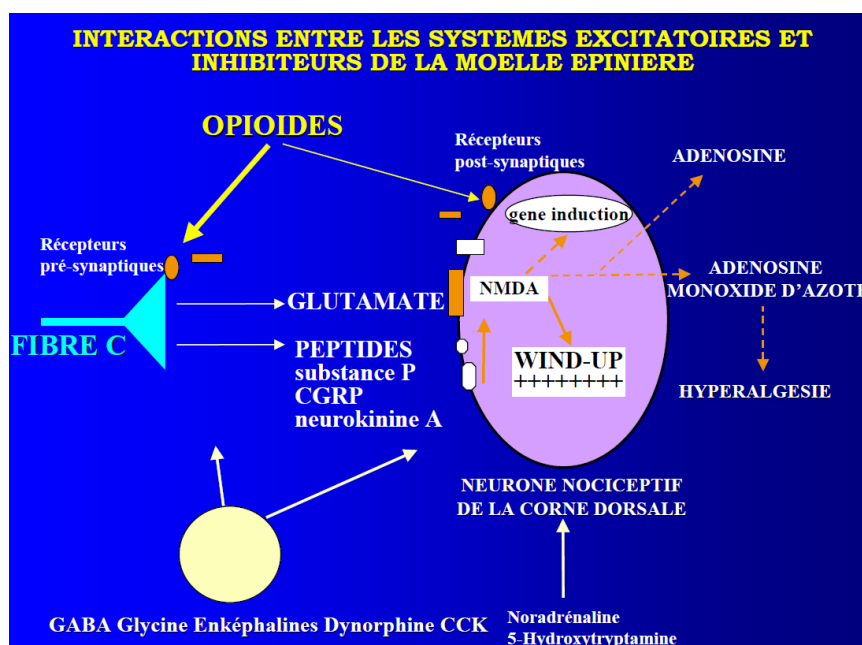 INTERACTIONS ENTRE LES SYSTEMES EXCITATOIRES ET
INHIBITEURS DE LA MOELLE EPINIERE
OPIOIDES
Récepteurs
post-synaptiques
ADENOSINE
gene induction
Récepteurs
pré-synaptiques
ADENOSINE
MONOXIDE D'AZOTE
NMDA
GLUTAMATE
FIBRE C
PEPTIDES
substance P
CGRP
neurokinine A
WIND-UP
++++++++
HYPERALGESIE
NEURONE NOCICEPTIF
DE LA CORNE DORSALE
GABA Glycine Enképhalines Dynorphine CCK
Noradrénaline
5-Hydroxytryptamine